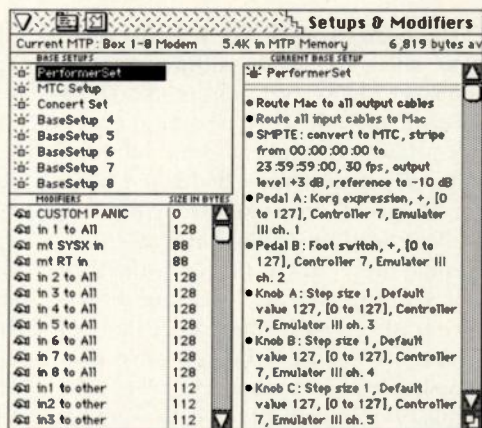 Setups & Modifiers
Current MTP: Box 1-8 Modem 5.4K in MTP Memory 6,819 bytes av
BASE SETUPS
PerformerSet
MTC Setup
Concert Set
BaseSetup 4
BaseSetup 5
BaseSetup 6
BaseSetup 7
BaseSetup 8
MODIFIERS SIZE IN BYTES
CUSTOM PANIC 0
in 1 to All 128
mt SYSX in 88
mt RT in 88
in 2 to All 128
in 3 to All 128
in 4 to All 128
in 5 to All 128
in 6 to All 128
in 7 to All 128
in 8 to All 128
in1 to other 112
in2 to other 112
in3 to other 112
CURRENT BASE SETUP
PerformerSet
Route Mac to all output cables
Route all input cables to Mac
SMPTE: convert to MTC, stripe
from 00:00:00:00 to
23:59:59:00, 30 fps, output
level +3 dB, reference to -10 dB
Pedal A: Korg expression, +, [0
to 127], Controller 7, Emulator
III ch. 1
Pedal B: Foot switch, +, [0 to
127], Controller 7, Emulator III
ch. 2
Knob A: Step size 1, Default
value 127, [0 to 127], Controller
7, Emulator III ch. 3
Knob B: Step size 1, Default
value 127, [0 to 127], Controller
7, Emulator III ch. 4
Knob C: Step size 1, Default
value 127, [0 to 127], Controller
7, Emulator III ch. 5